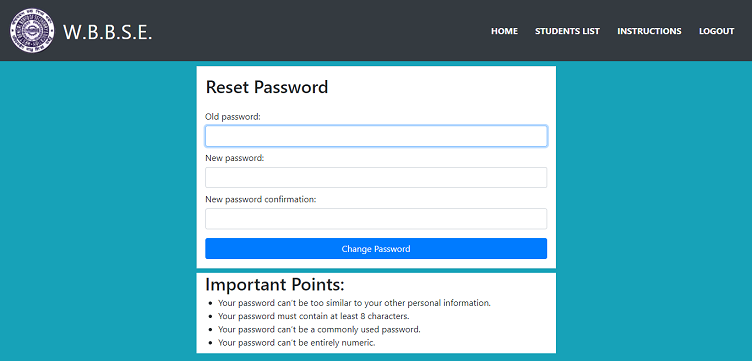 W.B.B.S.E.
HOME STUDENTS LIST INSTRUCTIONS LOGOUT
Reset Password
Old password:
New password:
New password confirmation:
Change Password
Important Points:
Your password can't be too similar to your other personal information.
Your password must contain at least 8 characters.
Your password can't be a commonly used password.
Your password can't be entirely numeric.